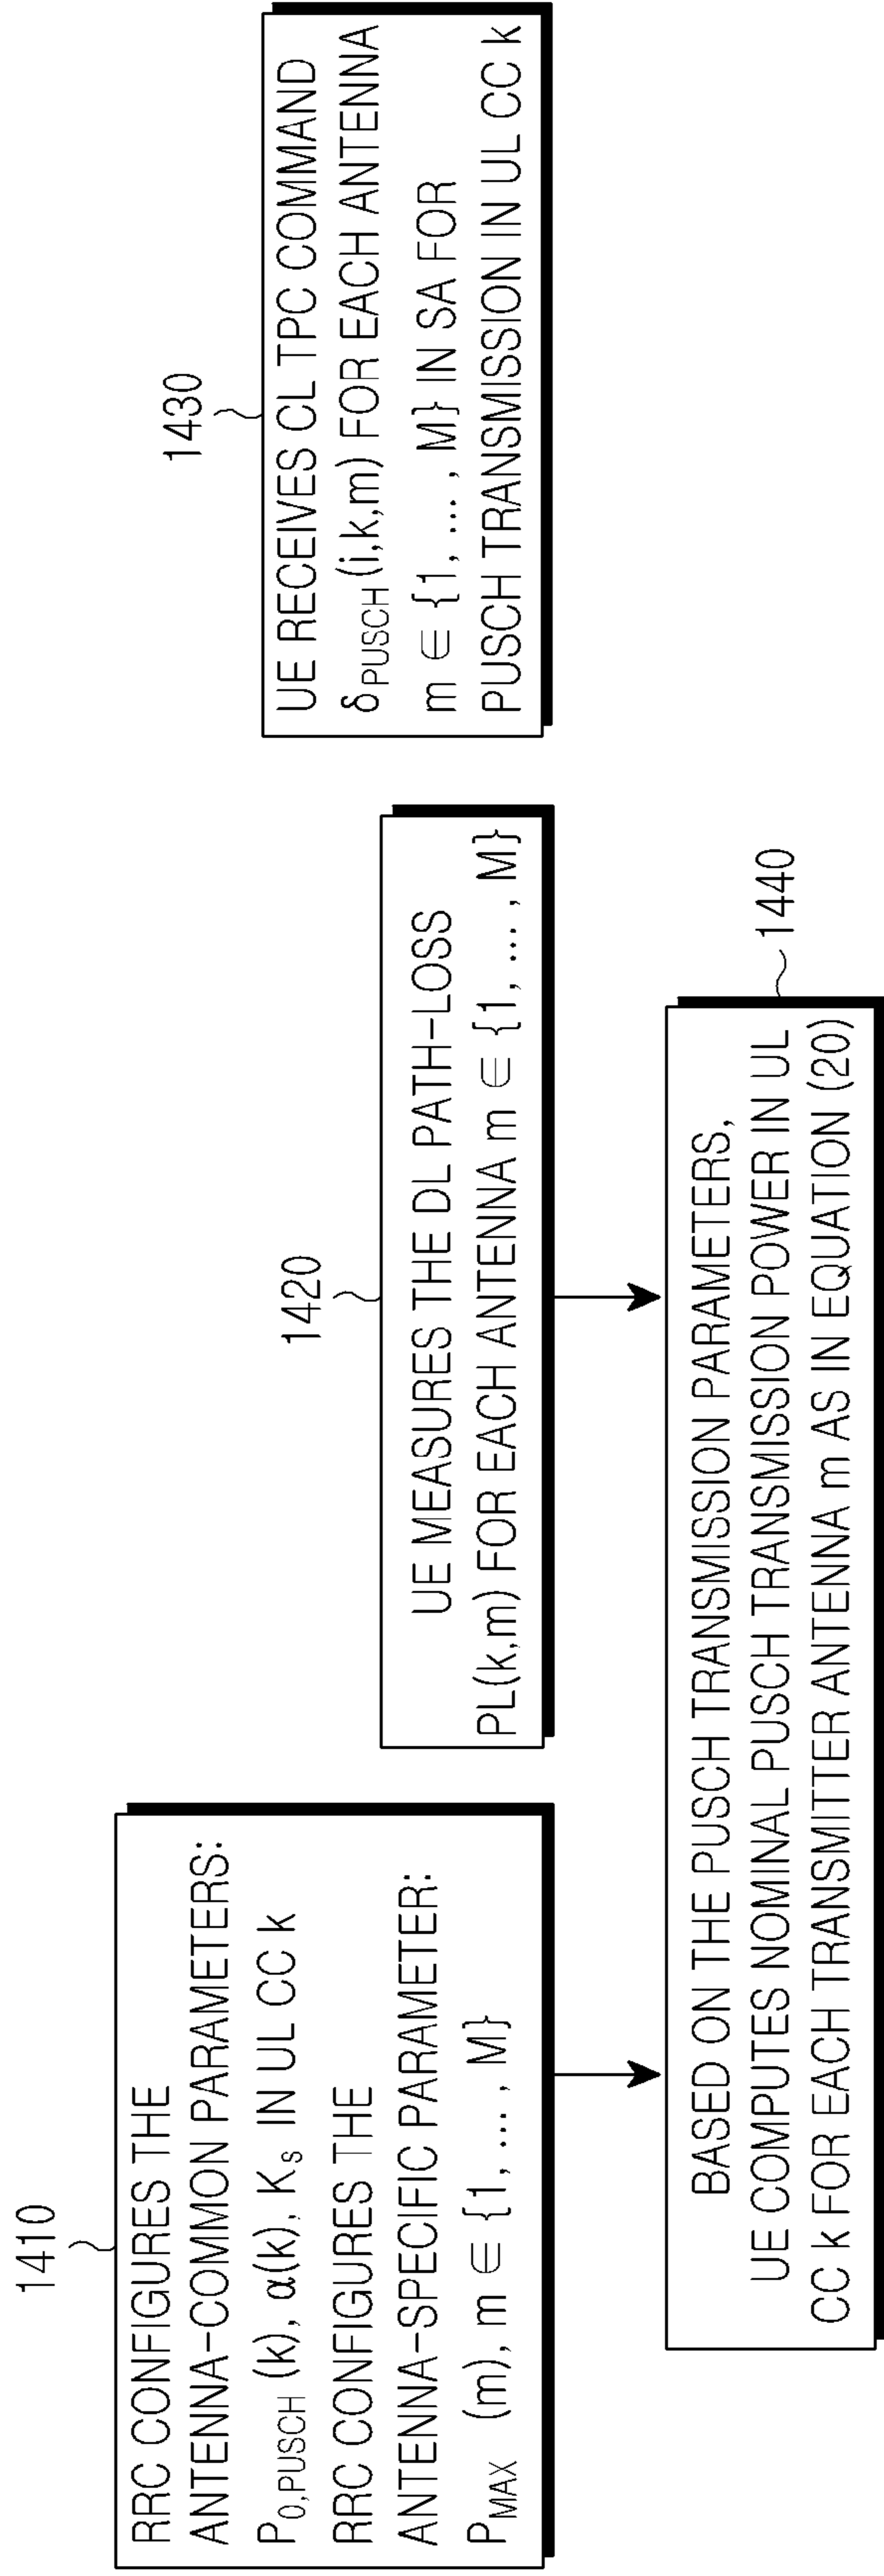 1410
RRC CONFIGURES THE
ANTENNA-COMMON PARAMETERS:
P0,PUSCH (k), α(k), Ks IN UL CC k
RRC CONFIGURES THE
ANTENNA-SPECIFIC PARAMETER:
PMAX (m), m ∈ {1, ... , M}
1420
UE MEASURES THE DL PATH-LOSS
PL(k,m) FOR EACH ANTENNA m ∈ {1, ... , M}
1430
UE RECEIVES CL TPC COMMAND
δPUSCH (i,k,m) FOR EACH ANTENNA
m ∈ {1, ... , M} IN SA FOR
PUSCH TRANSMISSION IN UL CC k
1440
BASED ON THE PUSCH TRANSMISSION PARAMETERS,
UE COMPUTES NOMINAL PUSCH TRANSMISSION POWER IN UL
CC k FOR EACH TRANSMITTER ANTENNA m AS IN EQUATION (20)